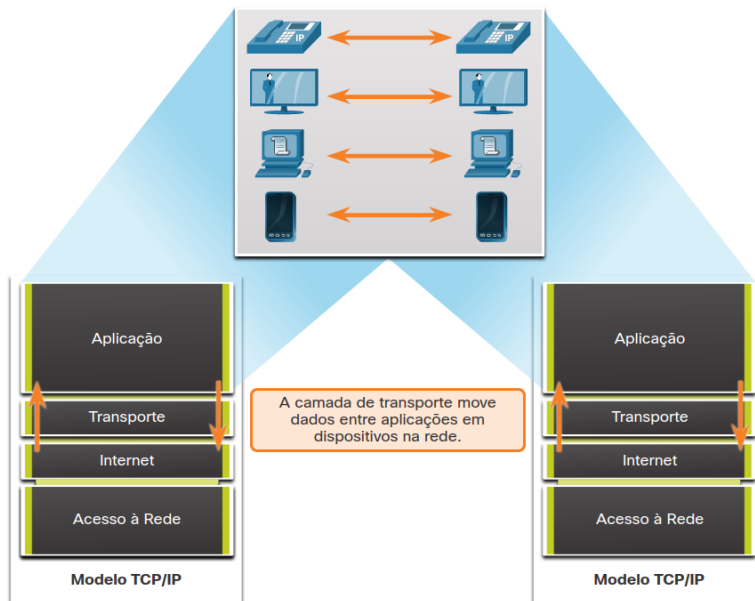 IP
IP
Aplicação
Transporte
Internet
Acesso à Rede
Modelo TCP/IP
A camada de transporte move
dados entre aplicações em
dispositivos na rede.
Aplicação
Transporte
Internet
Acesso à Rede
Modelo TCP/IP